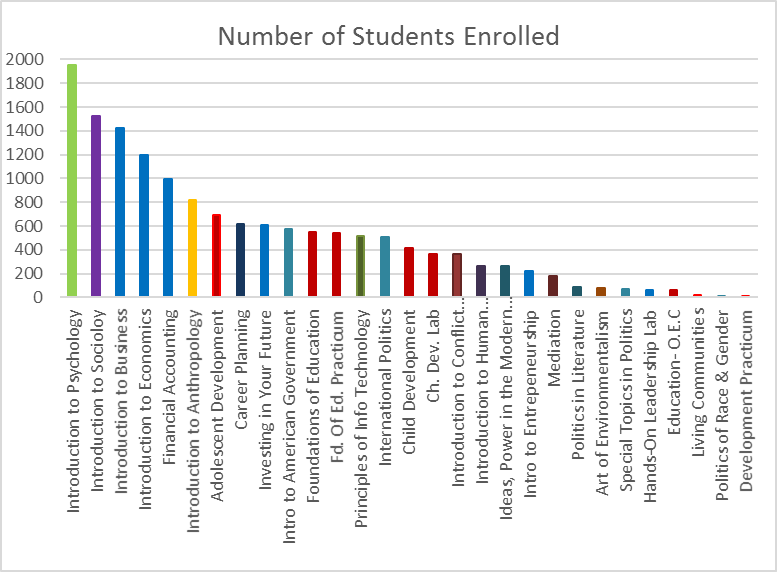 Number of Students Enrolled
2000
1800
1600
1400
1200
1000
800
600
400
200
0
Introduction to Psychology
Introduction to Socioloy
Introduction to Business
Introduction to Economics
Financial Accounting
Introduction to Anthropology
Adolescent Development
Career Planning
Investing in Your Future
Intro to American Government
Foundations of Education
Fd. Of Ed. Practicum
Principles of Info Technology
International Politics
Child Development
Ch. Dev. Lab
Introduction to Conflict...
Introduction to Human...
Ideas, Power in the Modern...
Intro to Entrepeneurship
Mediation
Politics in Literature
Art of Environmentalism
Special Topics in Politics
Hands-On Leadership Lab
Education- O.E.C
Living Communities
Politics of Race & Gender
Development Practicum